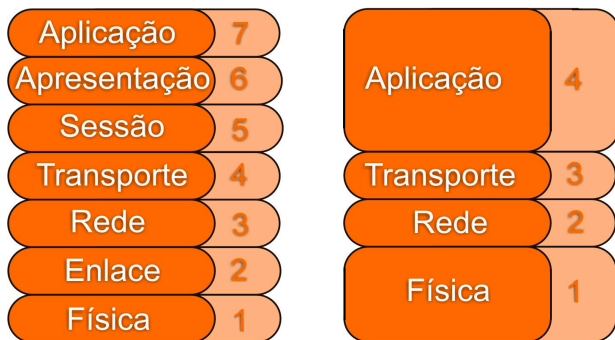 Aplicação 7
Apresentação 6
Sessão 5
Transporte 4
Rede 3
Enlace 2
Física 1
Aplicação 4
Transporte 3
Rede 2
Física 1